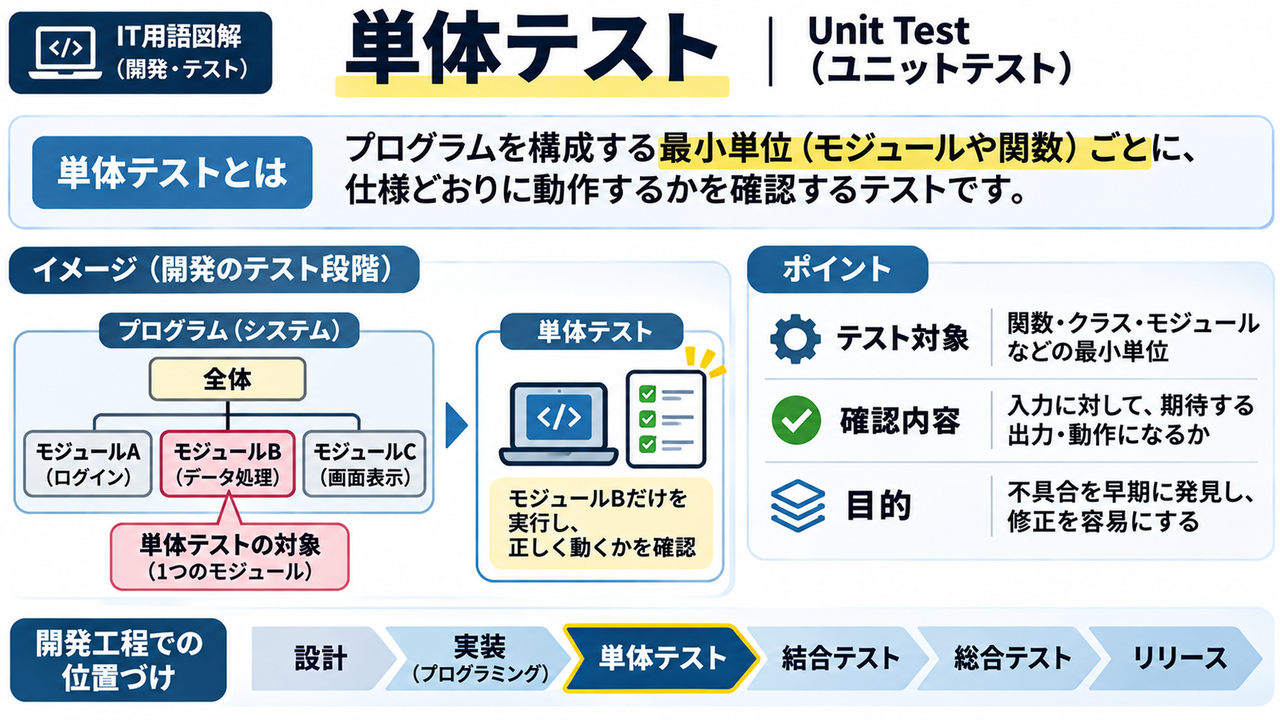 IT用語図解
（開発・テスト）
単体テスト
Unit Test
（ユニットテスト）
単体テストとは
プログラムを構成する最小単位（モジュールや関数）ごとに、
仕様どおりに動作するかを確認するテストです。
イメージ（開発のテスト段階）
プログラム（システム）
全体
モジュールA
（ログイン）
モジュールB
（データ処理）
モジュールC
（画面表示）
単体テストの対象
（1つのモジュール）
単体テスト
</>
モジュールBだけを
実行し、
正しく動くかを確認
ポイント
テスト対象
関数・クラス・モジュール
などの最小単位
確認内容
入力に対して、期待する
出力・動作になるか
目的
不具合を早期に発見し、
修正を容易にする
開発工程での
位置づけ
設計
実装
（プログラミング）
単体テスト
結合テスト
総合テスト
リリース